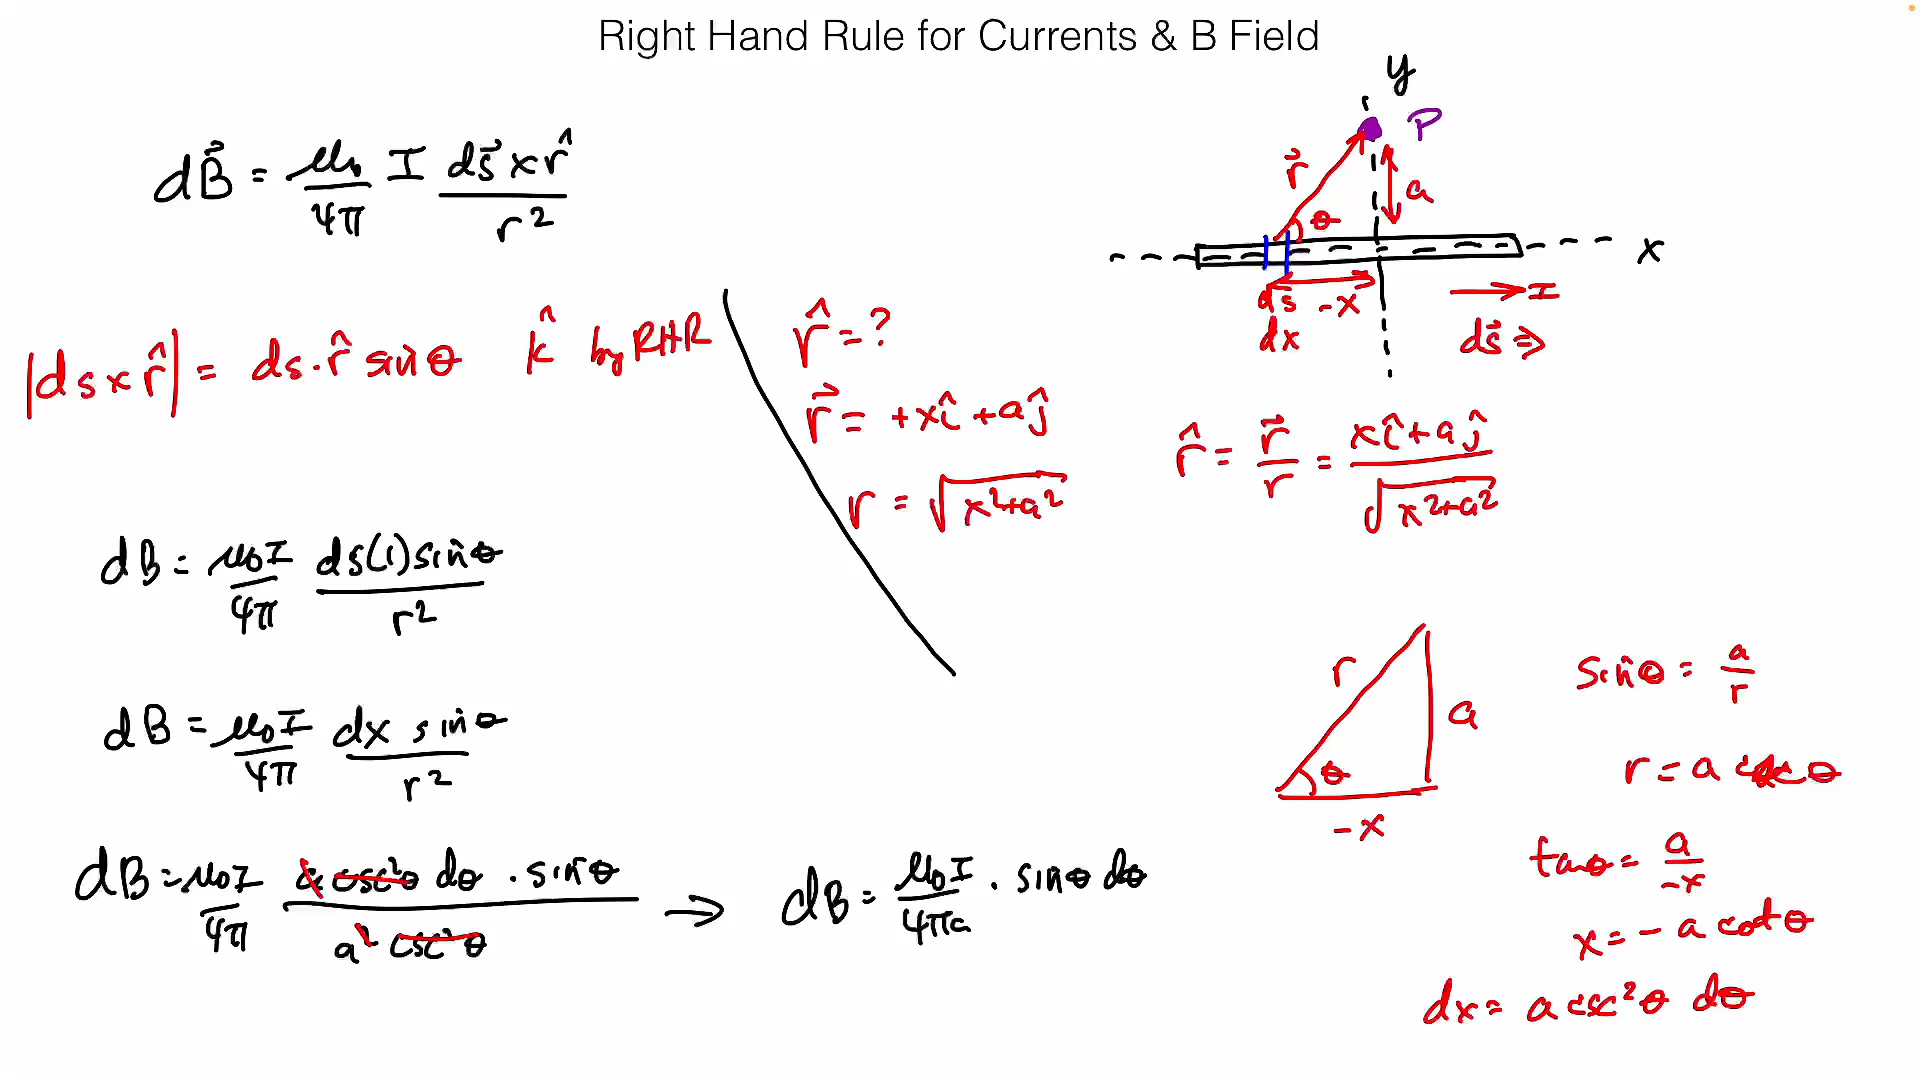 Right Hand Rule for Currents & B Field
dB⃗ = μ₀/4π I ds⃗ × r̂ / r²
|ds × r̂| = ds · r̂ sinθ k̂ by RHR
dB = μ₀I/4π ds(1) sinθ / r²
dB = μ₀I/4π dx sinθ / r²
dB = μ₀I/4π a csc²θ dθ · sinθ / a² csc²θ → dB = μ₀I/4πa · sinθ dθ
r̂ = ?
r⃗ = +xî + aĵ
r = √x²+a²
y
P
r⃗
a
θ
x
ds -x
dx
I
ds⃗ ⇒
r̂ = r⃗/r = xî + aĵ / √x²+a²
r
a
θ
-x
sinθ = a/r
r = a cscθ
tanθ = a/-x
x = - a cotθ
dx = a csc²θ dθ